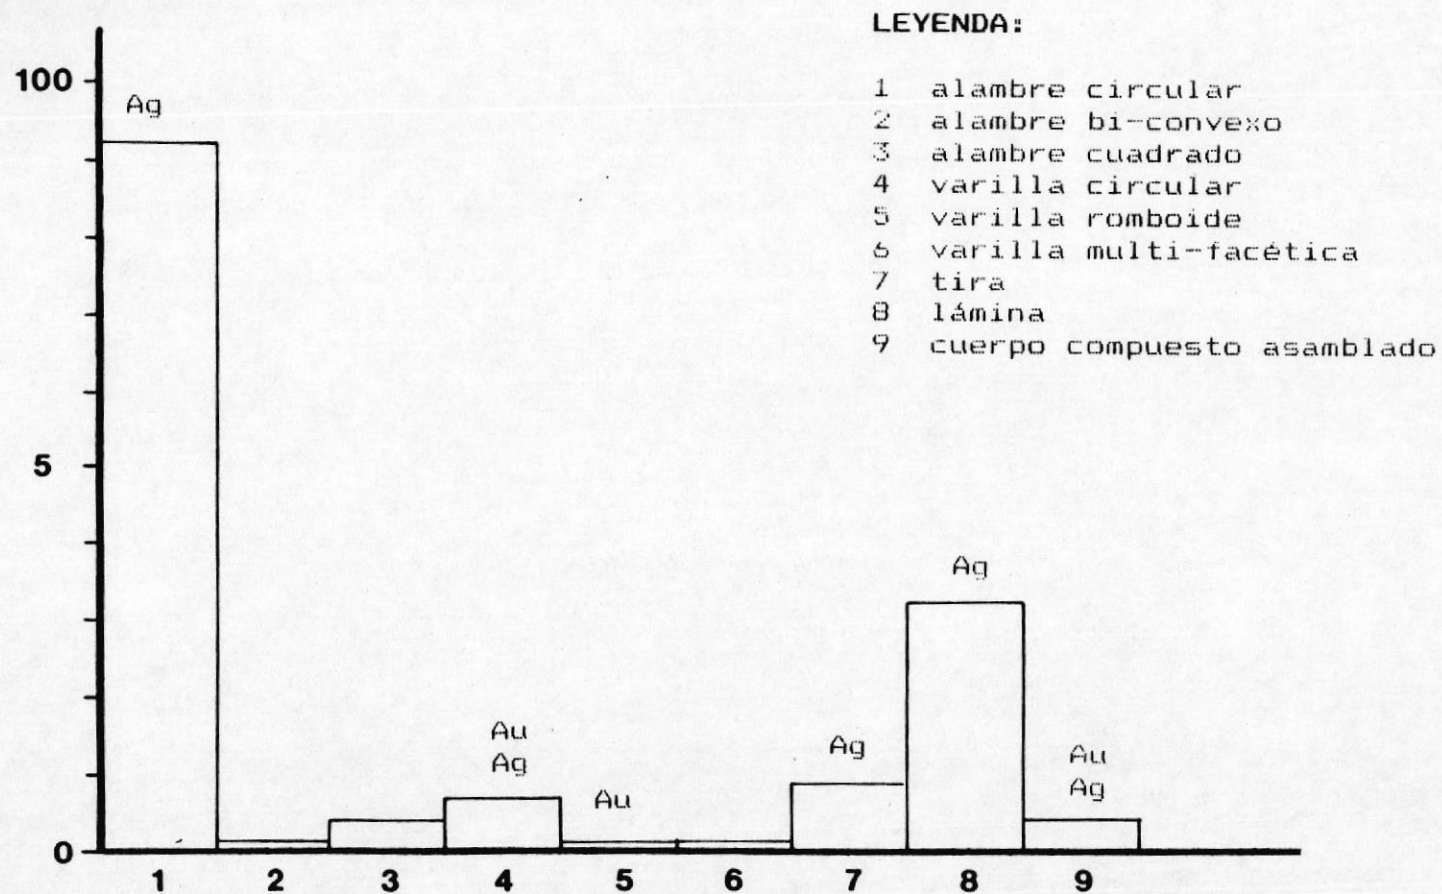 LEYENDA:
100
Ag
1 alambre circular
2 alambre bi-convexo
3 alambre cuadrado
4 varilla circular
5 varilla romboide
6 varilla multi-facética
7 tira
8 lámina
9 cuerpo compuesto asamblado
5
Ag
Au
Ag
Ag
Au
Au
Ag
0
1 2 3 4 5 6 7 8 9